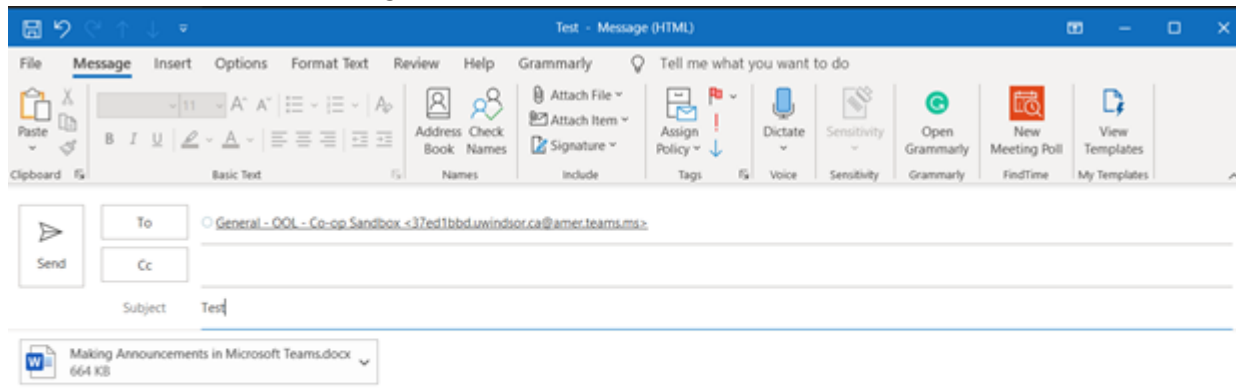 Test - Message (HTML)
File Message Insert Options Format Text Review Help Grammarly Tell me what you want to do
Paste
11
B I U A
Address Book
Check Names
Attach File
Attach Item
Signature
Assign Policy
Dictate
Sensitivity
Open Grammarly
New Meeting Poll
View Templates
Clipboard Basic Text Names Include Tags Voice Sensitivity Grammarly FindTime My Templates
Send
To General - OOL - Co-op Sandbox <37ed1bbd.uwindsor.ca@amer.teams.ms>
Cc
Subject Test
Making Announcements in Microsoft Teams.docx
664 KB